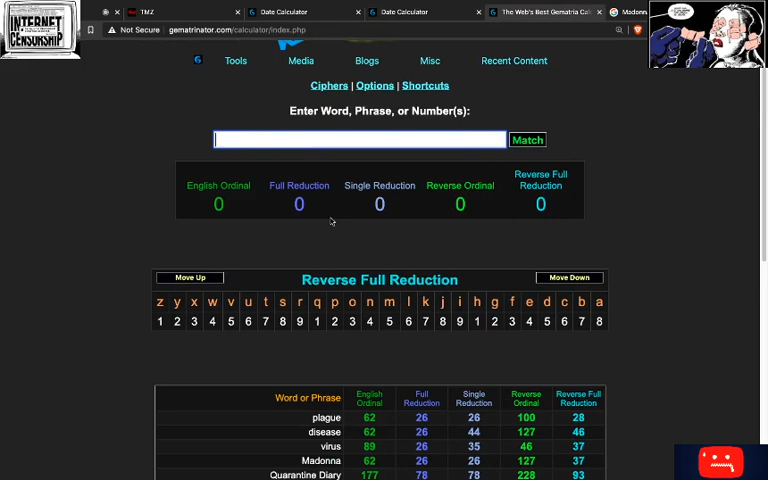 INTERNET
CENSORSHIP
TMZ
Date Calculator
Date Calculator
The Web's Best Gematria Calc
Madonn
Not Secure
gematrinator.com/calculator/index.php
Tools
Media
Blogs
Misc
Recent Content
Ciphers | Options | Shortcuts
Enter Word, Phrase, or Number(s):
Match
English Ordinal Full Reduction Single Reduction Reverse Ordinal Reverse Full Reduction
0 0 0 0 0
Move Up
Reverse Full Reduction
Move Down
z y x w v u t s r q p o n m l k j i h g f e d c b a
1 2 3 4 5 6 7 8 9 1 2 3 4 5 6 7 8 9 1 2 3 4 5 6 7 8
Word or Phrase English Ordinal Full Reduction Single Reduction Reverse Ordinal Reverse Full Reduction
plague 62 26 26 100 28
disease 62 26 44 127 46
virus 89 26 35 46 37
Madonna 62 26 26 127 37
Quarantine Diary 177 78 78 228 93